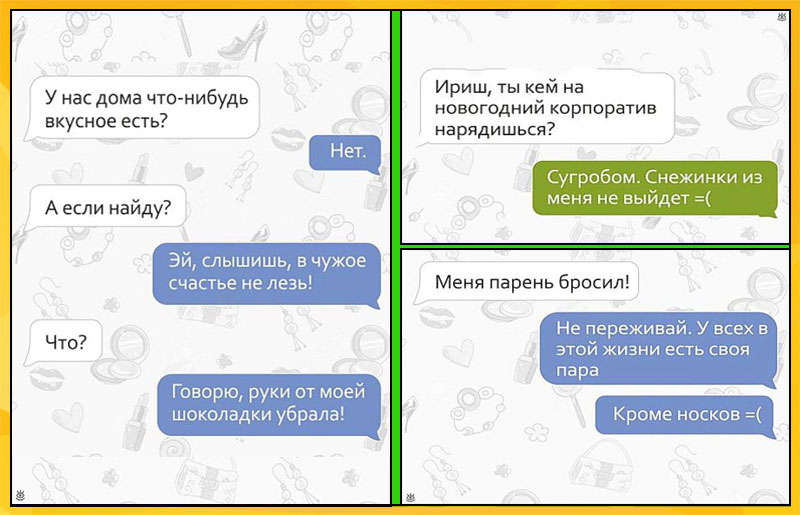 У нас дома что-нибудь
вкусное есть?
Нет.
А если найду?
Эй, слышишь, в чужое
счастье не лезь!
Что?
Говорю, руки от моей
шоколадки убрала!
Ириш, ты кем на
новогодний корпоратив
нарядишься?
Сугробом. Снежинки из
меня не выйдет =(
Меня парень бросил!
Не переживай. У всех в
этой жизни есть своя
пара
Кроме носков =(